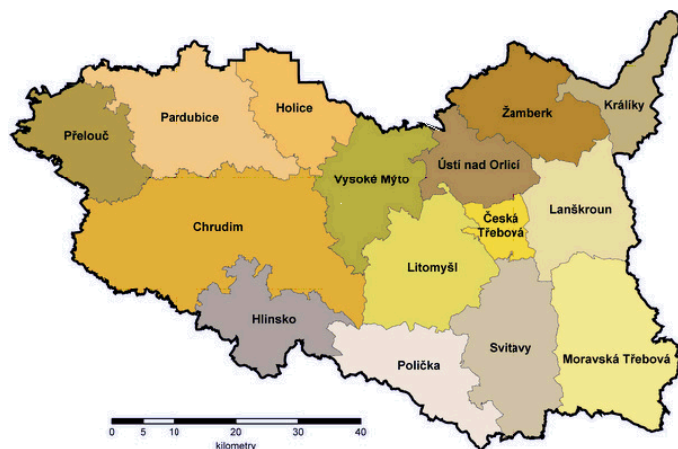 Holice
Žamberk
Králíky
Pardubice
Přelouč
Ústí nad Orlicí
Vysoké Mýto
Lanškroun
Česká
Třebová
Chrudim
Litomyšl
Hlinsko
Svitavy
Moravská Třebová
Polička
0 5 10 20 30 40
kilometry